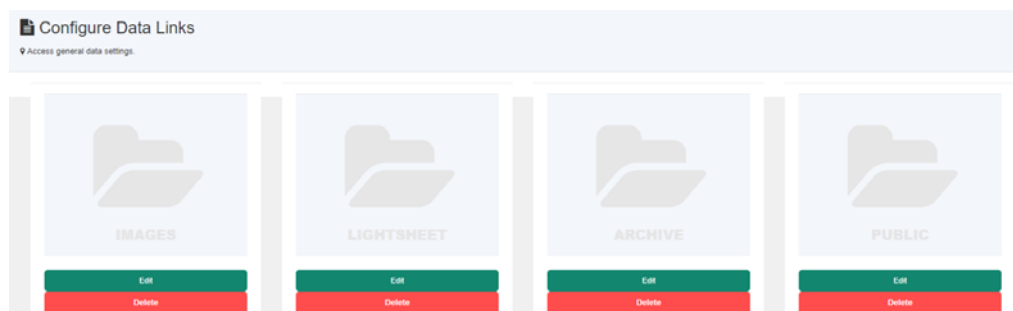 Configure Data Links
Access general data settings.
IMAGES LIGHTSHEET ARCHIVE PUBLIC
Edit Edit Edit Edit
Delete Delete Delete Delete